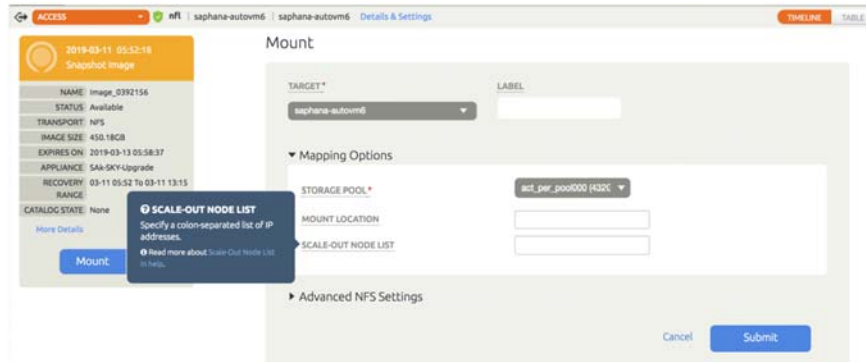 ACCESS nfl saphana-autovm6 saphana-autovm6 Details & Settings TIMELINE TABLE
2019-03-11 05:52:18
Snapshot Image
NAME Image_0392156
STATUS Available
TRANSPORT NFS
IMAGE SIZE 450.18GB
EXPIRES ON 2019-03-13 05:58:37
APPLIANCE SAk-SKY-Upgrade
RECOVERY RANGE 03-11 05:52 To 03-11 13:15
CATALOG STATE None
More Details
Mount
SCALE-OUT NODE LIST
Specify a colon-separated list of IP
addresses.
Read more about Scale-Out Node List
in help.
Mount
TARGET* LABEL
saphana-autovm6
Mapping Options
STORAGE POOL* act_per_pool000 (432C
MOUNT LOCATION
SCALE-OUT NODE LIST
Advanced NFS Settings
Cancel Submit